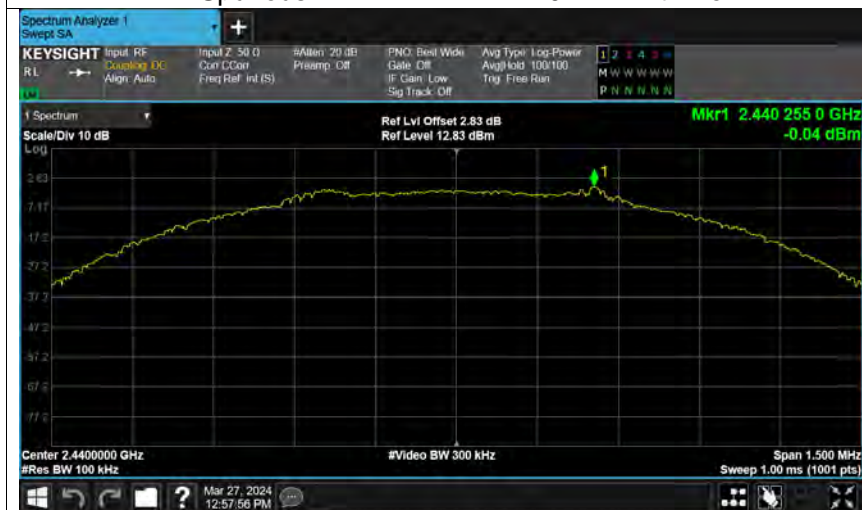 Spectrum Analyzer 1
Swept SA
+
KEYSIGHT Input: RF Input Z: 50 Ω #Atten: 20 dB PNO: Best Wide Avg Type: Log-Power 1 2 3 4 5 6
R L Coupling: DC Corr CCorr Preamp: Off Gate: Off Avg|Hold: 100/100 M W W W W W
Align: Auto Freq Ref: Int (S) IF Gain: Low Trig: Free Run
Sig Track: Off P N N N N N
1 Spectrum Ref Lvl Offset 2.83 dB Mkr1 2.440 255 0 GHz
Scale/Div 10 dB Ref Level 12.83 dBm -0.04 dBm
Log
1
2.83
-7.17
-17.2
-27.2
-37.2
-47.2
-57.2
-67.2
-77.2
Center 2.4400000 GHz #Video BW 300 kHz Span 1.500 MHz
#Res BW 100 kHz Sweep 1.00 ms (1001 pts)
? Mar 27, 2024
12:57:56 PM